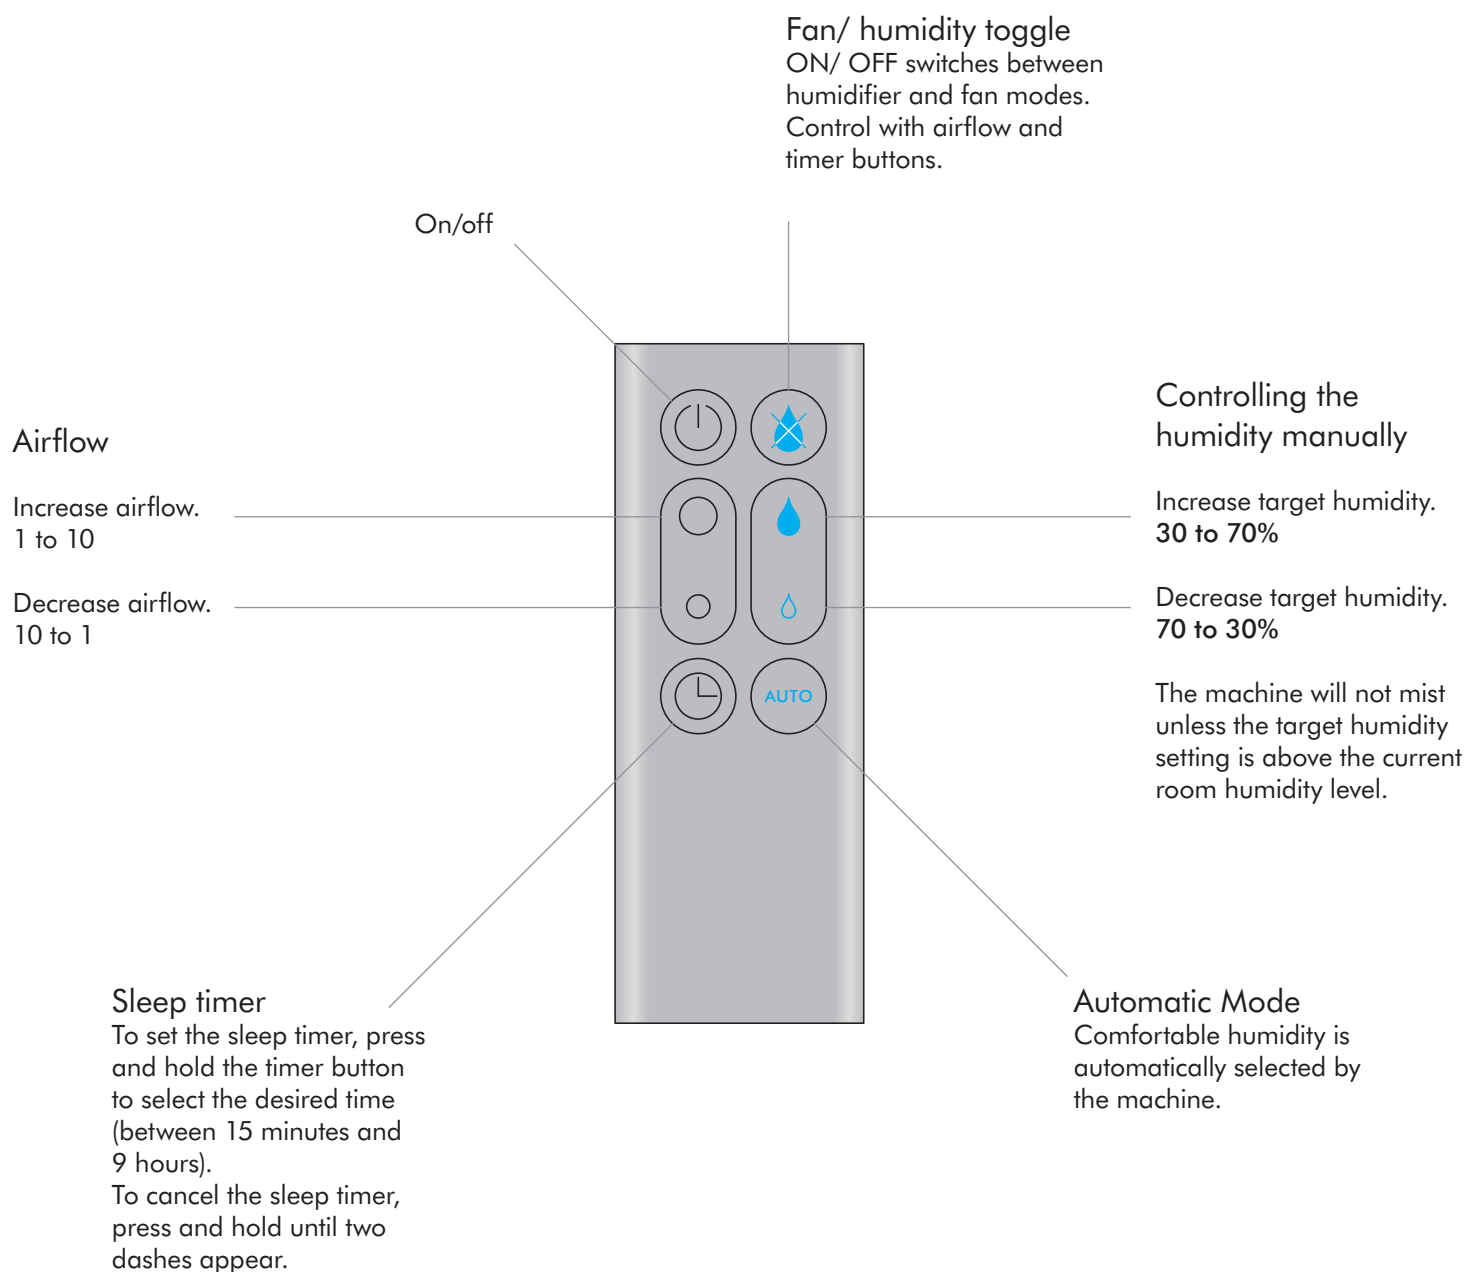 Fan/ humidity toggle
ON/ OFF switches between
humidifier and fan modes.
Control with airflow and
timer buttons.
On/off
Airflow
Increase airflow.
1 to 10
Decrease airflow.
10 to 1
Controlling the
humidity manually
Increase target humidity.
30 to 70%
Decrease target humidity.
70 to 30%
The machine will not mist
unless the target humidity
setting is above the current
room humidity level.
AUTO
Sleep timer
To set the sleep timer, press
and hold the timer button
to select the desired time
(between 15 minutes and
9 hours).
To cancel the sleep timer,
press and hold until two
dashes appear.
Automatic Mode
Comfortable humidity is
automatically selected by
the machine.